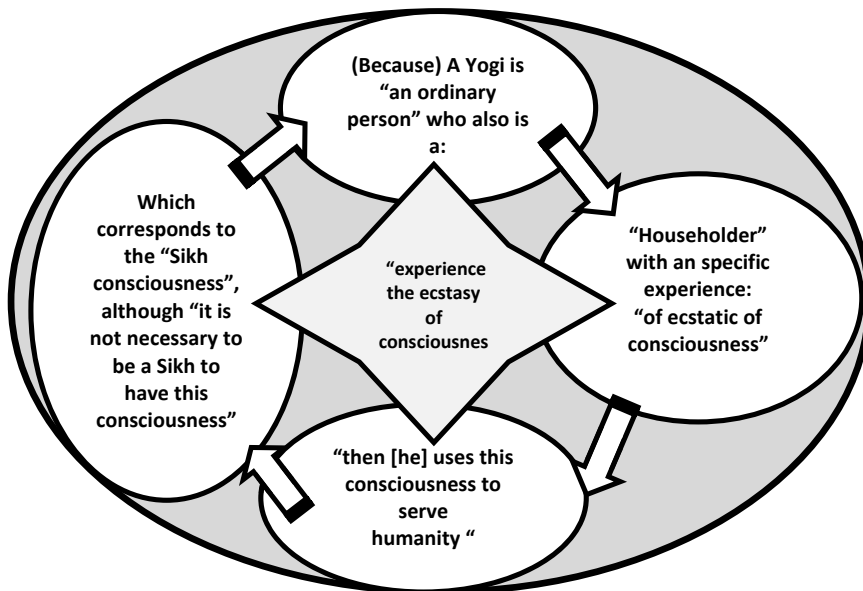 (Because) A Yogi is
“an ordinary
person” who also is
a:
“Householder”
with an specific
experience:
“of ecstatic of
consciousness”
“then [he] uses this
consciousness to
serve
humanity “
Which
corresponds to
the “Sikh
consciousness”,
although “it is
not necessary to
be a Sikh to
have this
consciousness”
“experience
the ecstasy
of
consciousnes